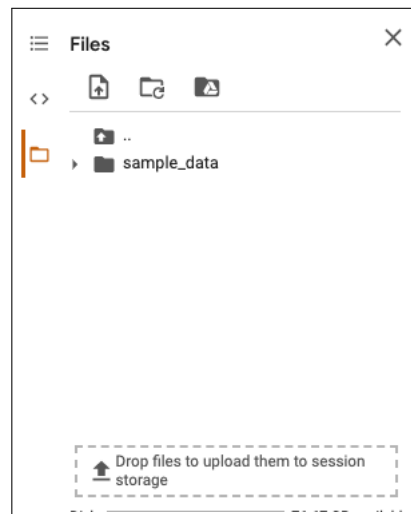 Files
..
sample_data
Drop files to upload them to session
storage